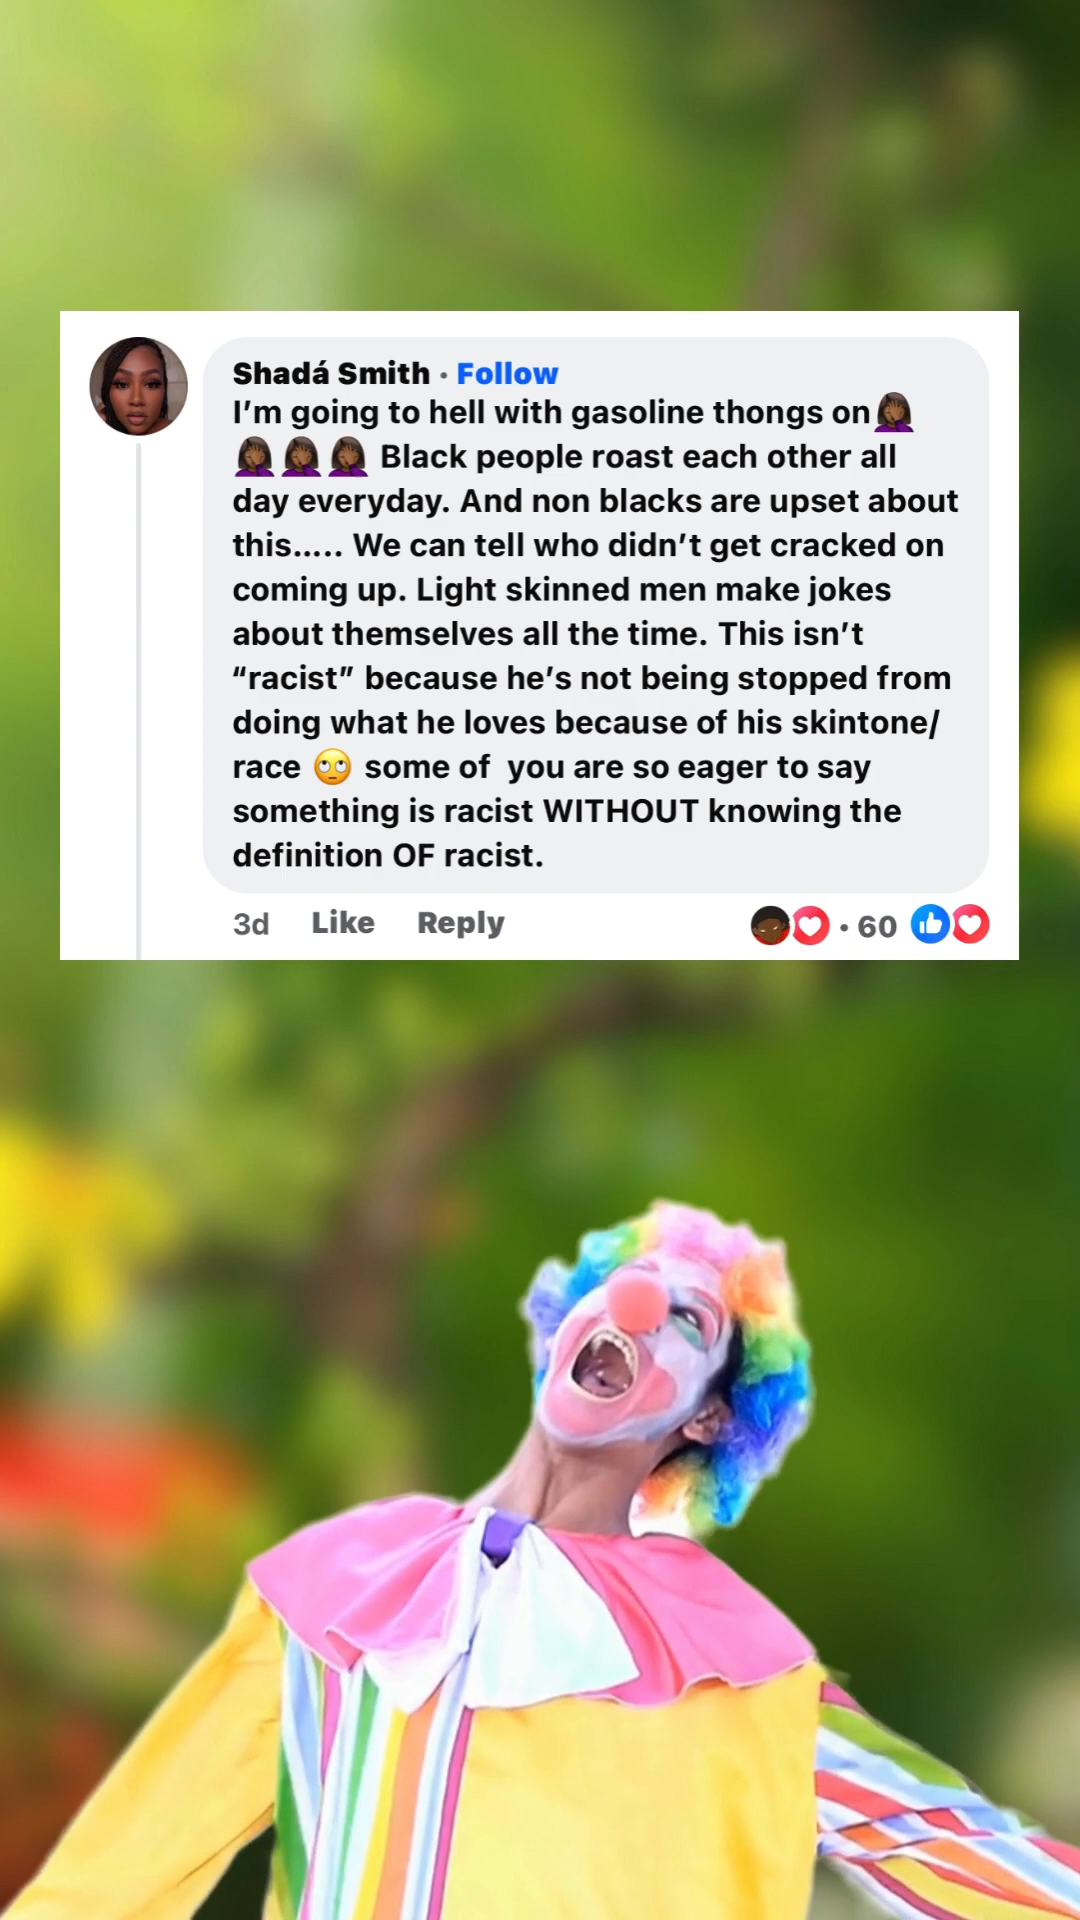 Shadá Smith · Follow
I’m going to hell with gasoline thongs on🤦🏾‍♀️
🤦🏾‍♀️🤦🏾‍♀️🤦🏾‍♀️ Black people roast each other all
day everyday. And non blacks are upset about
this..... We can tell who didn’t get cracked on
coming up. Light skinned men make jokes
about themselves all the time. This isn’t
“racist” because he’s not being stopped from
doing what he loves because of his skintone/
race 🙄 some of  you are so eager to say
something is racist WITHOUT knowing the
definition OF racist.
3d Like Reply · 60